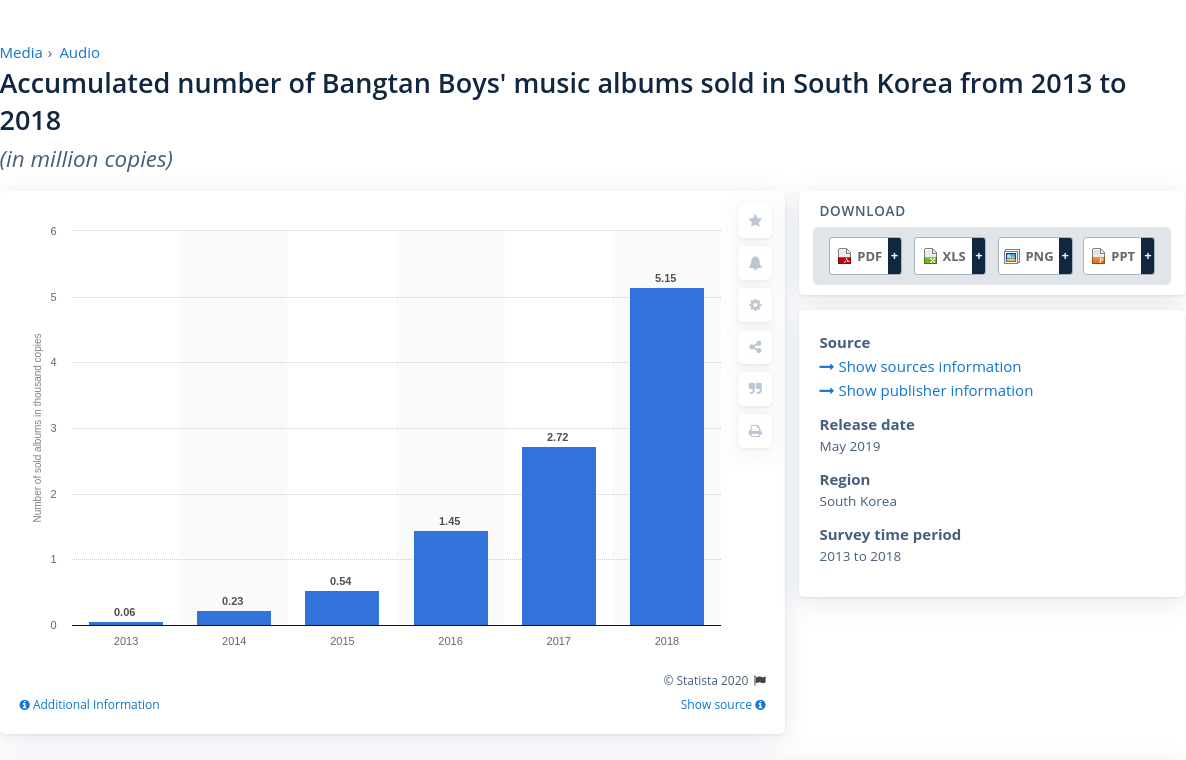 Media › Audio
Accumulated number of Bangtan Boys' music albums sold in South Korea from 2013 to
2018
(in million copies)
Number of sold albums in thousand copies
6
5
4
3
2
1
0
0.06
0.23
0.54
1.45
2.72
5.15
2013
2014
2015
2016
2017
2018
© Statista 2020
Additional Information
Show source
DOWNLOAD
PDF +
XLS +
PNG +
PPT +
Source
Show sources information
Show publisher information
Release date
May 2019
Region
South Korea
Survey time period
2013 to 2018